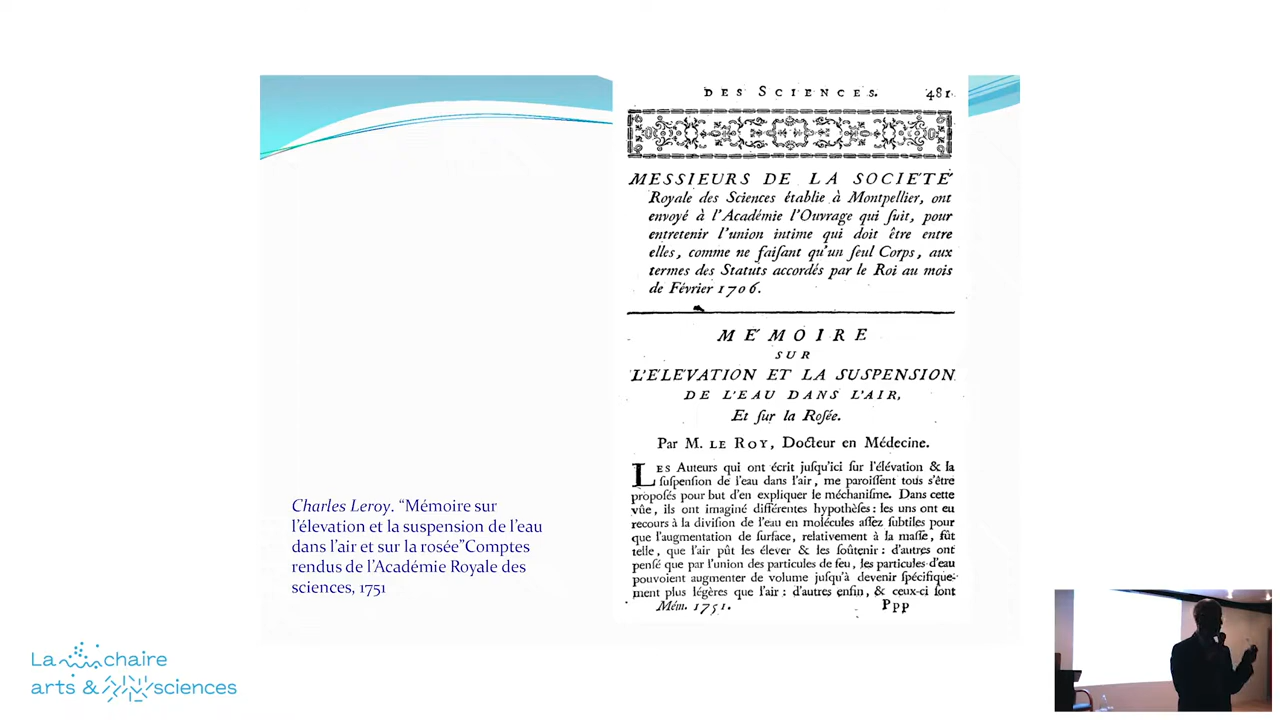 DES SCIENCES. 481
MESSIEURS DE LA SOCIÉTÉ
Royale des Sciences établie à Montpellier, ont
envoyé à l'Académie l'Ouvrage qui ſuit, pour
entretenir l'union intime qui doit être entre
elles, comme ne faiſant qu'un ſeul Corps, aux
termes des Statuts accordés par le Roi au mois
de Février 1706.
MÉMOIRE
SUR
L'ÉLÉVATION ET LA SUSPENSION
DE L'EAU DANS L'AIR,
Et ſur la Roſée.
Par M. LE ROY, Docteur en Médecine.
LES Auteurs qui ont écrit juſqu'ici ſur l'élévation & la
ſuſpenſion de l'eau dans l'air, me paroiſſent tous s'être
propoſés pour but d'en expliquer le méchaniſme. Dans cette
vûe, ils ont imaginé différentes hypothèſes: les uns ont eu
recours à la diviſion de l'eau en molécules aſſez ſubtiles pour
que l'augmentation de ſurface, relativement à la maſſe, fût
telle, que l'air pût les élever & les ſoûtenir: d'autres ont
penſé que par l'union des particules de feu, les particules d'eau
pouvoient augmenter de volume juſqu'à devenir ſpécifique-
ment plus légères que l'air: d'autres enfin, & ceux-ci ſont
Mém. 1751. Ppp
Charles Leroy. “Mémoire sur
l'élevation et la suspension de l'eau
dans l'air et sur la rosée”Comptes
rendus de l'Académie Royale des
sciences, 1751
La chaire
arts & sciences